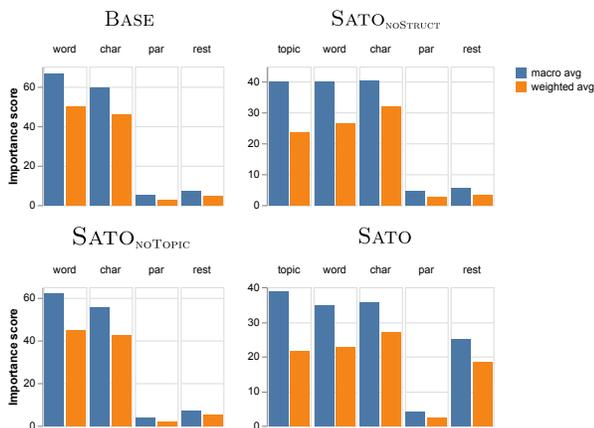 BASE
SATO_NOSTRUCT
word char par rest
topic word char par rest
macro avg
weighted avg
Importance score
60
40
20
0
40
30
20
10
0
SATO_NOTOPIC
SATO
word char par rest
topic word char par rest
Importance score
60
40
20
0
40
30
20
10
0